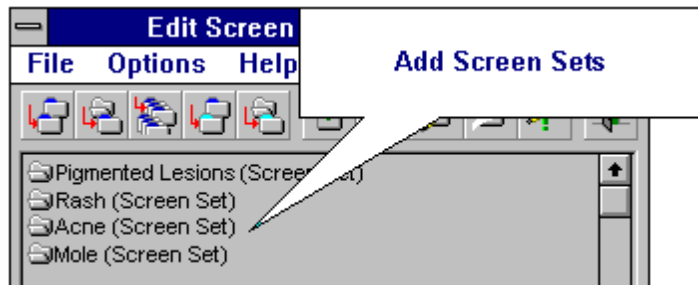 Edit Screen
Add Screen Sets
File Options Help
Pigmented Lesions (Screen Set)
Rash (Screen Set)
Acne (Screen Set)
Mole (Screen Set)